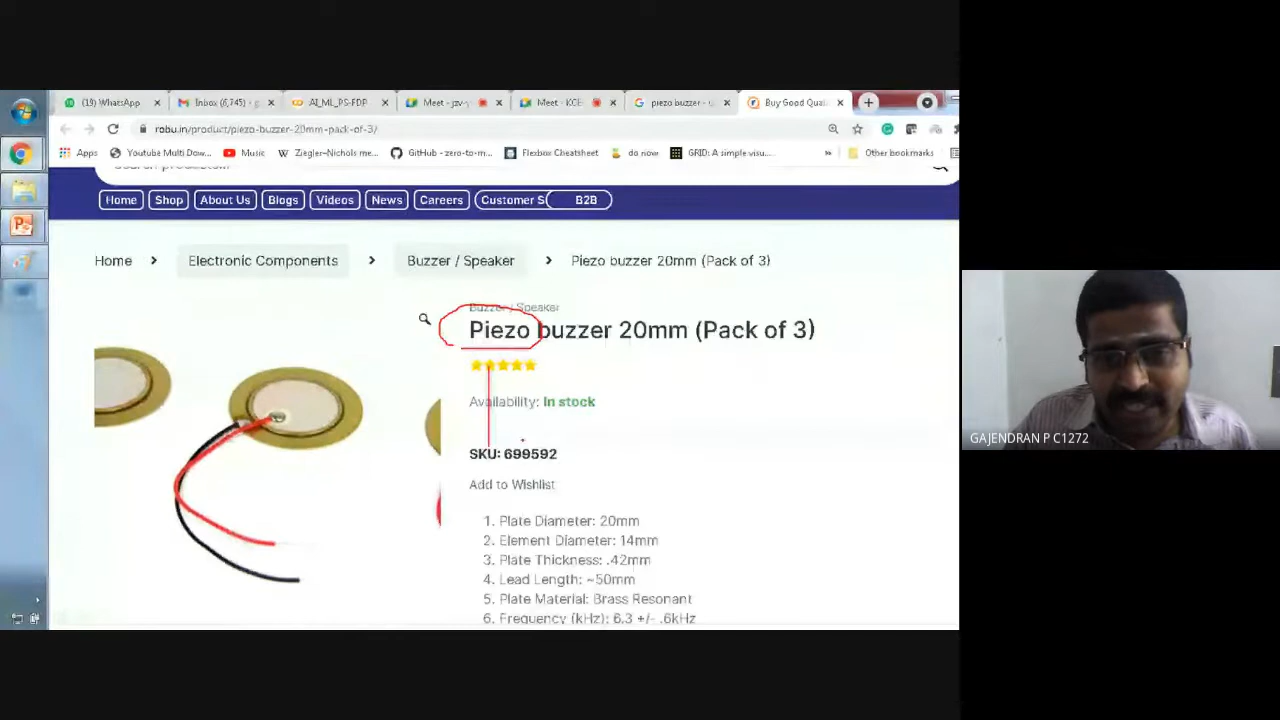 (19) WhatsApp
Inbox (6,745) - g
AI_ML_PS-FDP
Meet - jzv-y
Meet - KCE
piezo buzzer - 
Buy Good Quali
robu.in/product/piezo-buzzer-20mm-pack-of-3/
Apps
Youtube Multi Dow...
Music
Ziegler–Nichols me...
GitHub - zero-to-m...
Flexbox Cheatsheet
do now
GRID: A simple visu...
»
Other bookmarks
Home
Shop
About Us
Blogs
Videos
News
Careers
Customer S
B2B
Home > Electronic Components > Buzzer / Speaker > Piezo buzzer 20mm (Pack of 3)
Buzzer / Speaker
Piezo buzzer 20mm (Pack of 3)
Availability: In stock
SKU: 699592
Add to Wishlist
1. Plate Diameter: 20mm
2. Element Diameter: 14mm
3. Plate Thickness: .42mm
4. Lead Length: ~50mm
5. Plate Material: Brass Resonant
6. Frequency (kHz): 6.3 +/- .6kHz
GAJENDRAN P C1272